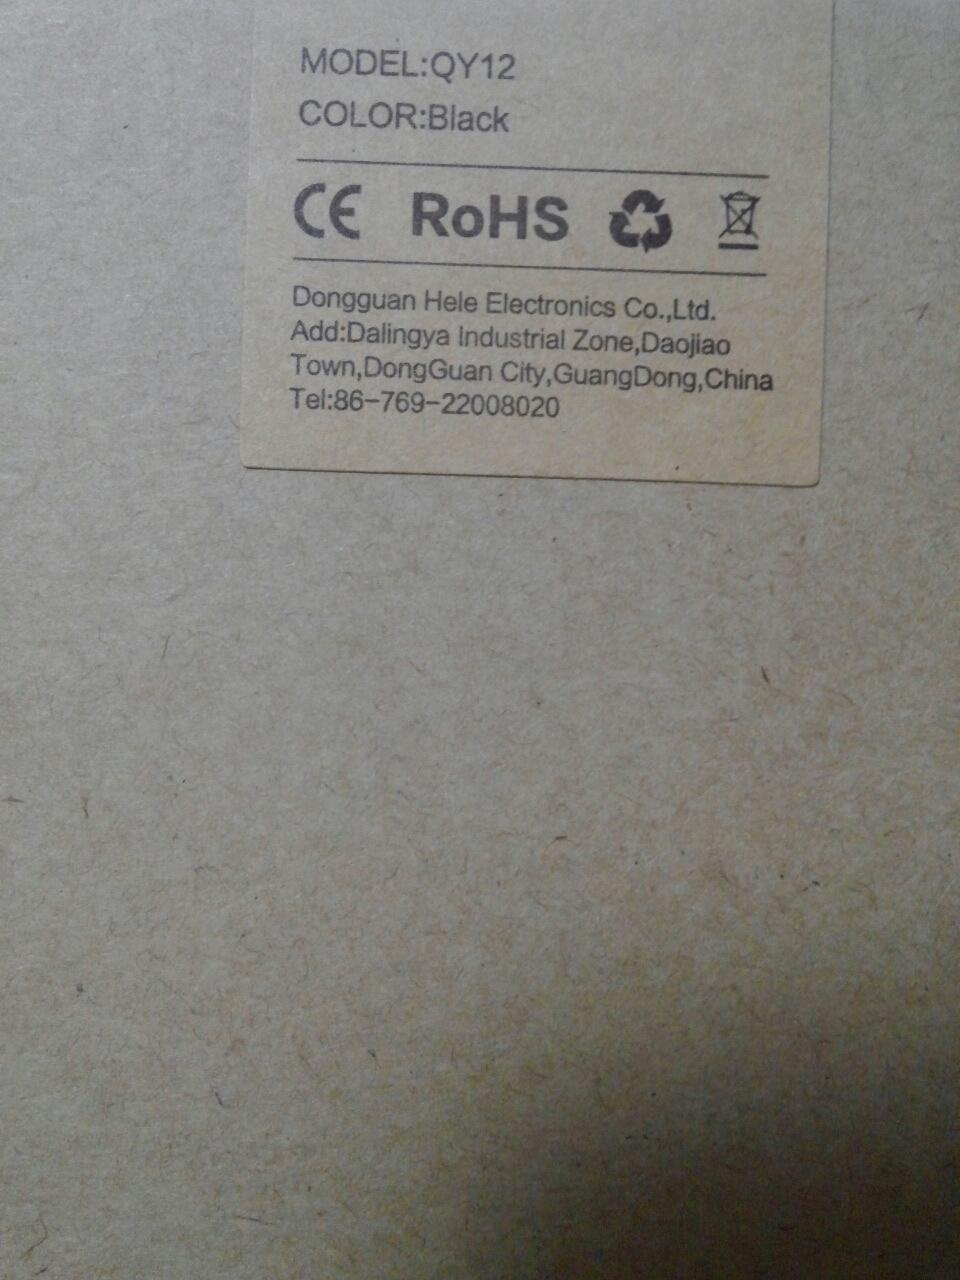 MODEL:QY12
COLOR:Black
CE RoHS
Dongguan Hele Electronics Co.,Ltd.
Add:Dalingya Industrial Zone,Daojiao
Town,DongGuan City,GuangDong,China
Tel:86-769-22008020